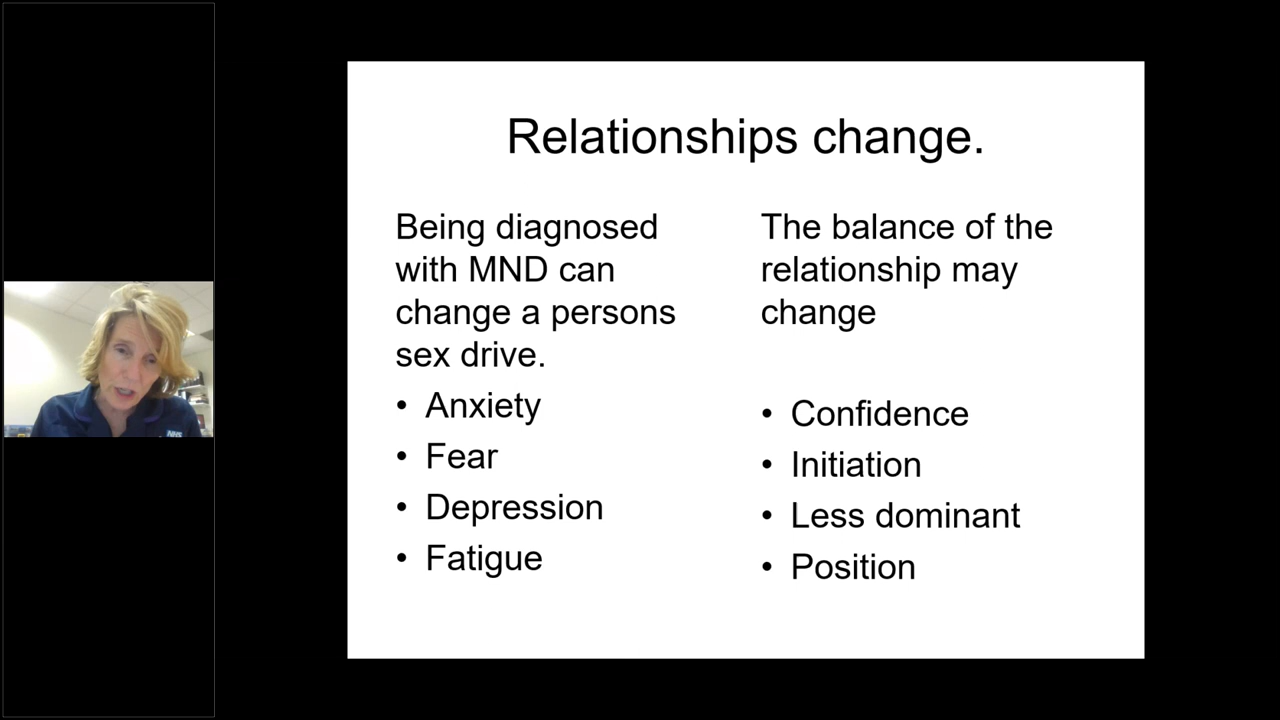 Relationships change.
Being diagnosed
with MND can
change a persons
sex drive.
• Anxiety
• Fear
• Depression
• Fatigue
The balance of the
relationship may
change
• Confidence
• Initiation
• Less dominant
• Position
NHS